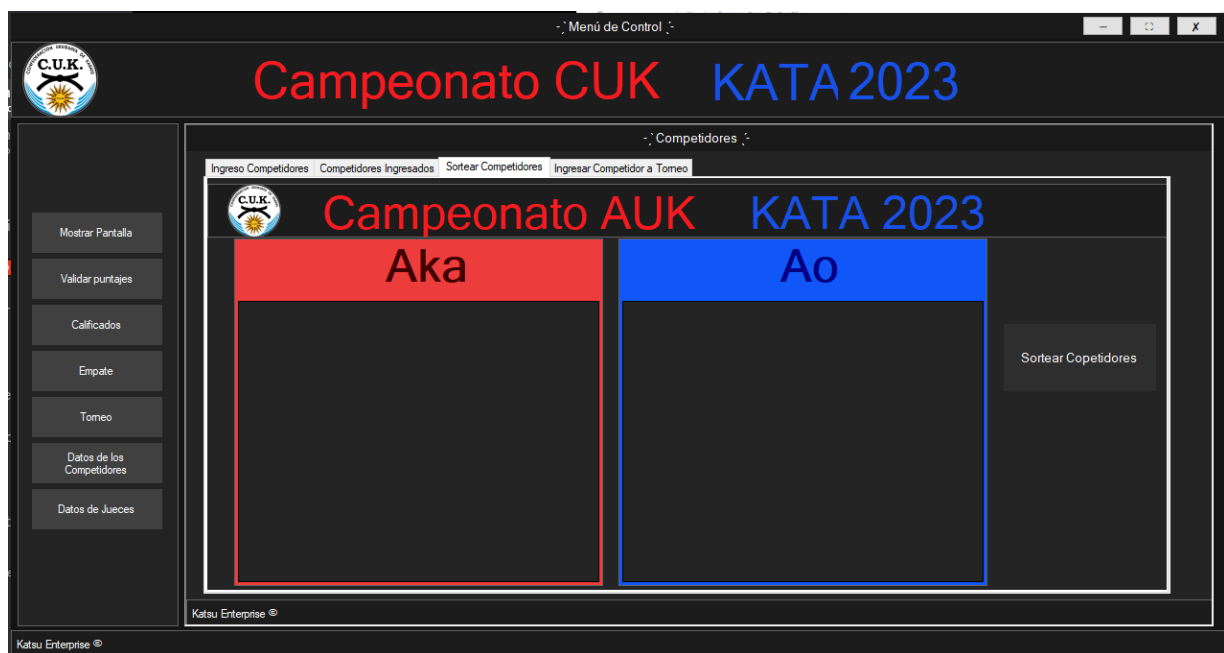 -¸` Menú de Control ¸´-
C.U.K.
Campeonato CUK KATA 2023
-¸` Competidores ¸´-
Ingreso Competidores Competidores Ingresados Sortear Competidores Ingresar Competidor a Torneo
C.U.K.
Campeonato AUK KATA 2023
Mostrar Pantalla
Validar puntajes
Calificados
Empate
Torneo
Datos de los
Competidores
Datos de Jueces
Aka
Ao
Sortear Copetidores
Katsu Enterprise ©
Katsu Enterprise ©